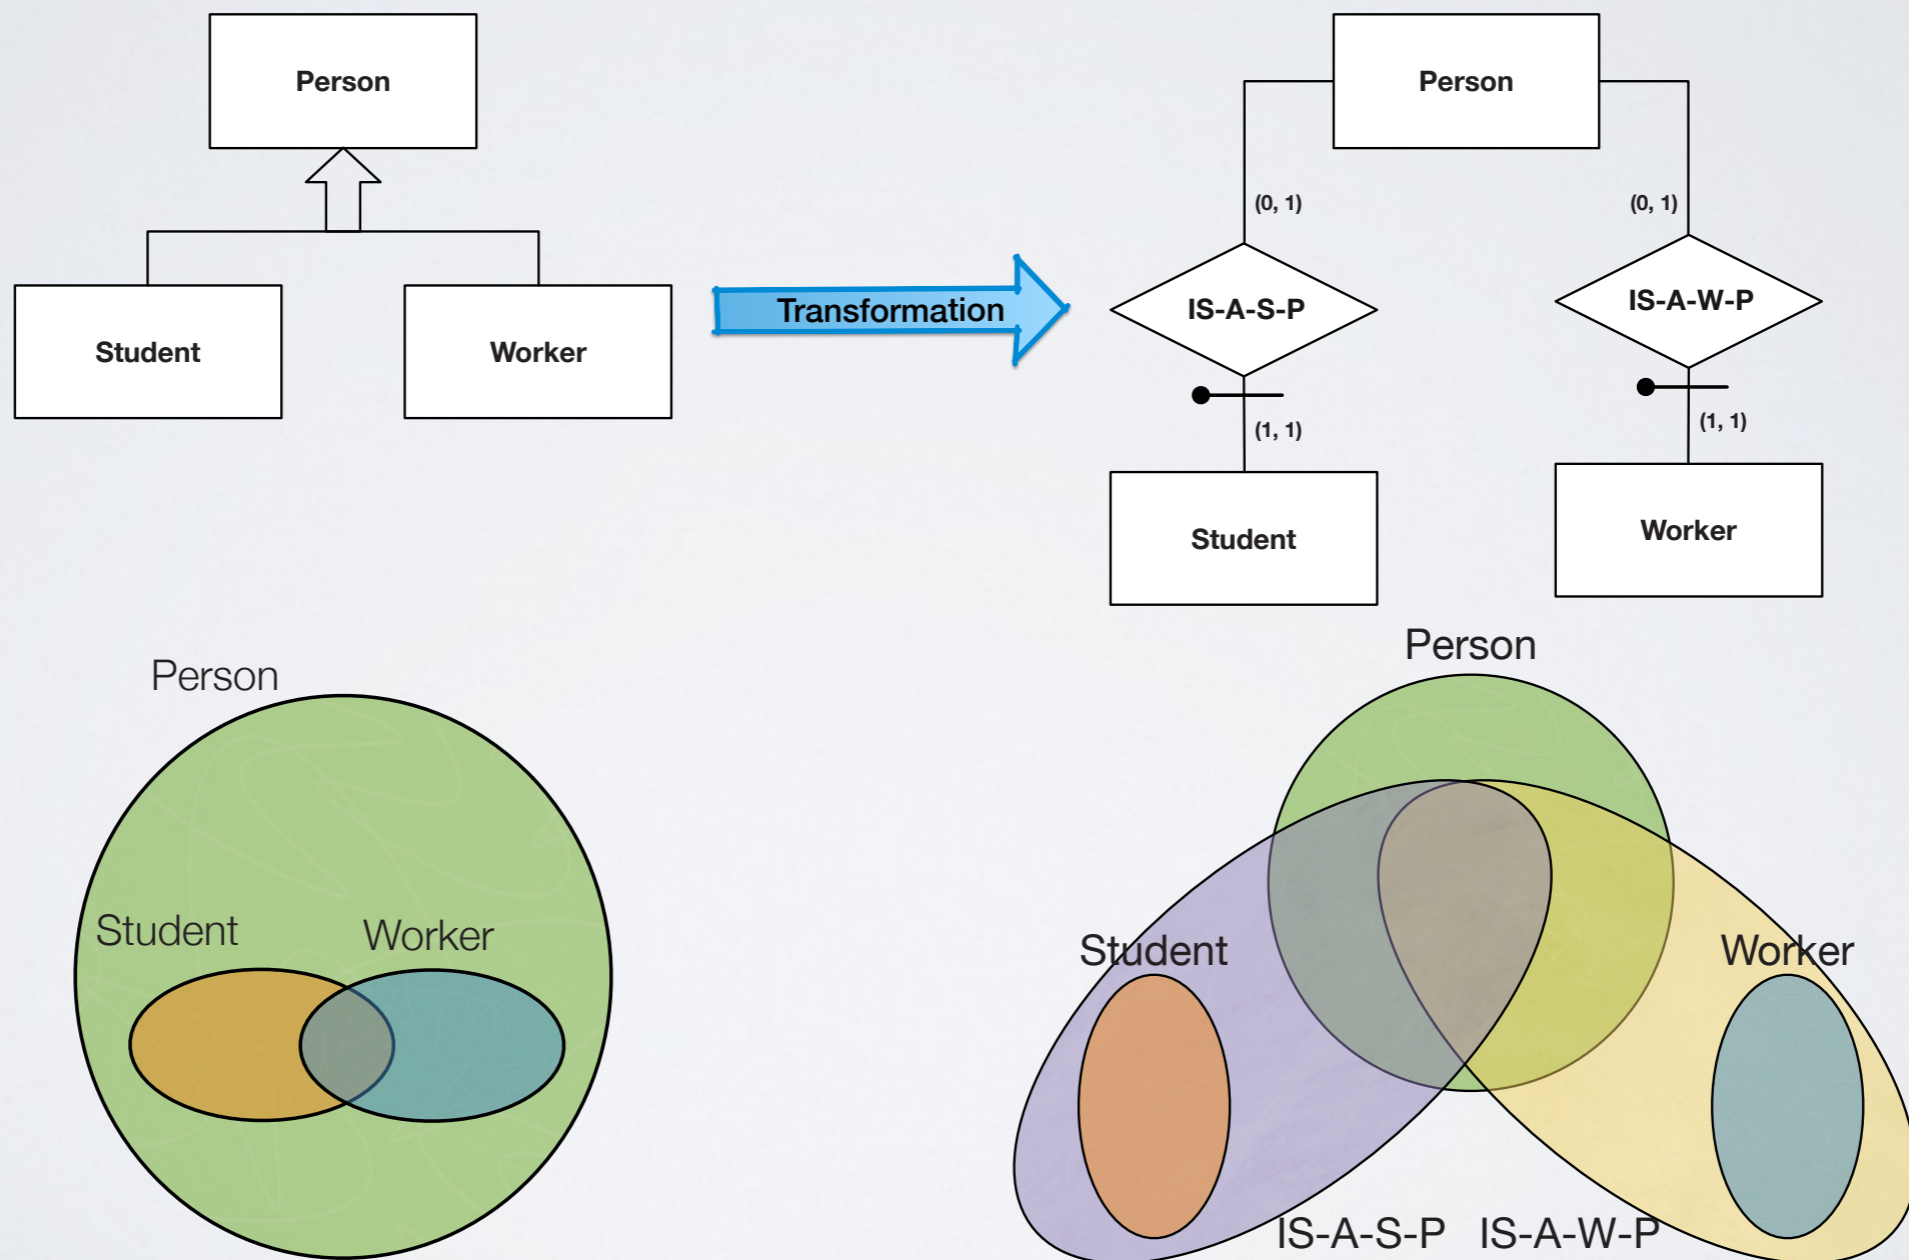 Person
Student
Worker
Transformation
Person
(0, 1)
(0, 1)
IS-A-S-P
IS-A-W-P
(1, 1)
(1, 1)
Student
Worker
Person
Student
Worker
Person
Student
Worker
IS-A-S-P
IS-A-W-P